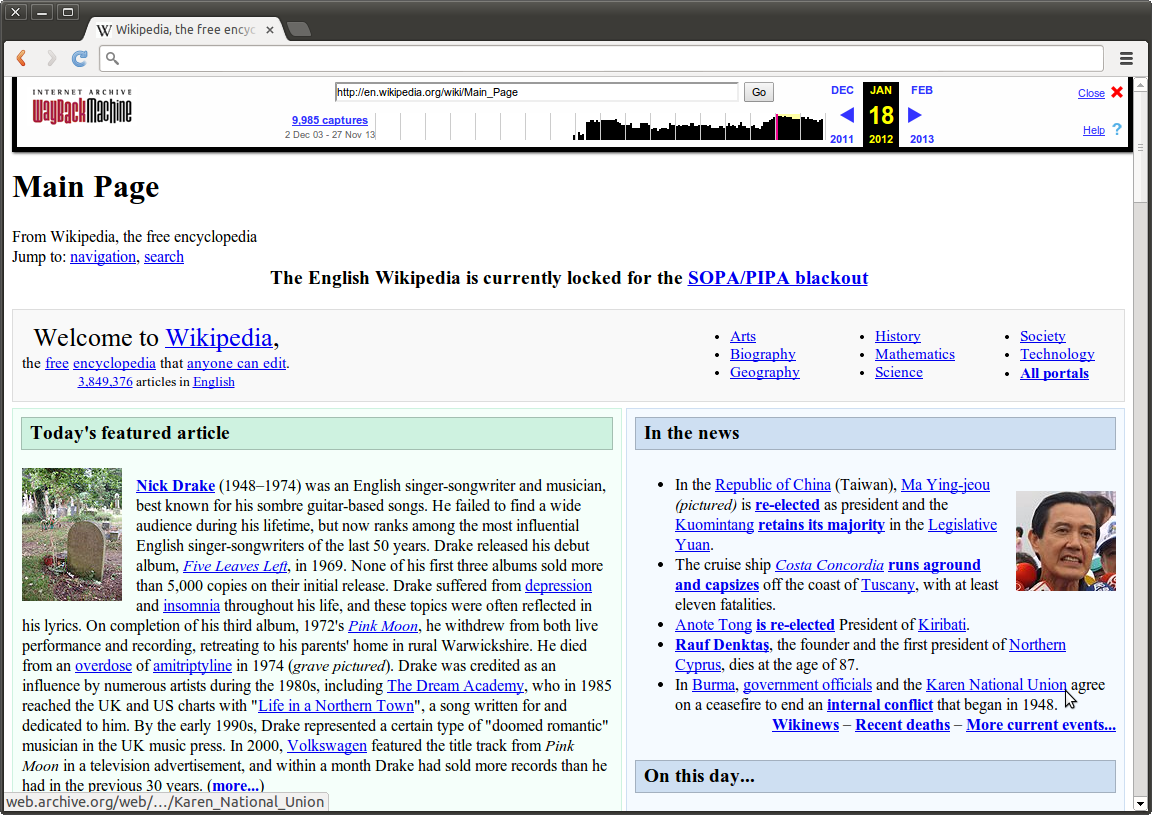 Wikipedia, the free encyc
INTERNET ARCHIVE
WayBackMachine
http://en.wikipedia.org/wiki/Main_Page
Go
9,985 captures
2 Dec 03 - 27 Nov 13
DEC JAN FEB
18
2011 2012 2013
Close
Help ?
Main Page
From Wikipedia, the free encyclopedia
Jump to: navigation, search
The English Wikipedia is currently locked for the SOPA/PIPA blackout
Welcome to Wikipedia,
the free encyclopedia that anyone can edit.
3,849,376 articles in English
Arts
Biography
Geography
History
Mathematics
Science
Society
Technology
All portals
Today's featured article
Nick Drake (1948–1974) was an English singer-songwriter and musician,
best known for his sombre guitar-based songs. He failed to find a wide
audience during his lifetime, but now ranks among the most influential
English singer-songwriters of the last 50 years. Drake released his debut
album, Five Leaves Left, in 1969. None of his first three albums sold more
than 5,000 copies on their initial release. Drake suffered from depression
and insomnia throughout his life, and these topics were often reflected in
his lyrics. On completion of his third album, 1972's Pink Moon, he withdrew from both live
performance and recording, retreating to his parents' home in rural Warwickshire. He died
from an overdose of amitriptyline in 1974 (grave pictured). Drake was credited as an
influence by numerous artists during the 1980s, including The Dream Academy, who in 1985
reached the UK and US charts with "Life in a Northern Town", a song written for and
dedicated to him. By the early 1990s, Drake represented a certain type of "doomed romantic"
musician in the UK music press. In 2000, Volkswagen featured the title track from Pink
Moon in a television advertisement, and within a month Drake had sold more records than he
had in the previous 30 years. (more...)
In the news
In the Republic of China (Taiwan), Ma Ying-jeou
(pictured) is re-elected as president and the
Kuomintang retains its majority in the Legislative
Yuan.
The cruise ship Costa Concordia runs aground
and capsizes off the coast of Tuscany, with at least
eleven fatalities.
Anote Tong is re-elected President of Kiribati.
Rauf Denktaş, the founder and the first president of Northern
Cyprus, dies at the age of 87.
In Burma, government officials and the Karen National Union agree
on a ceasefire to end an internal conflict that began in 1948.
Wikinews – Recent deaths – More current events...
On this day...
web.archive.org/web/…/Karen_National_Union